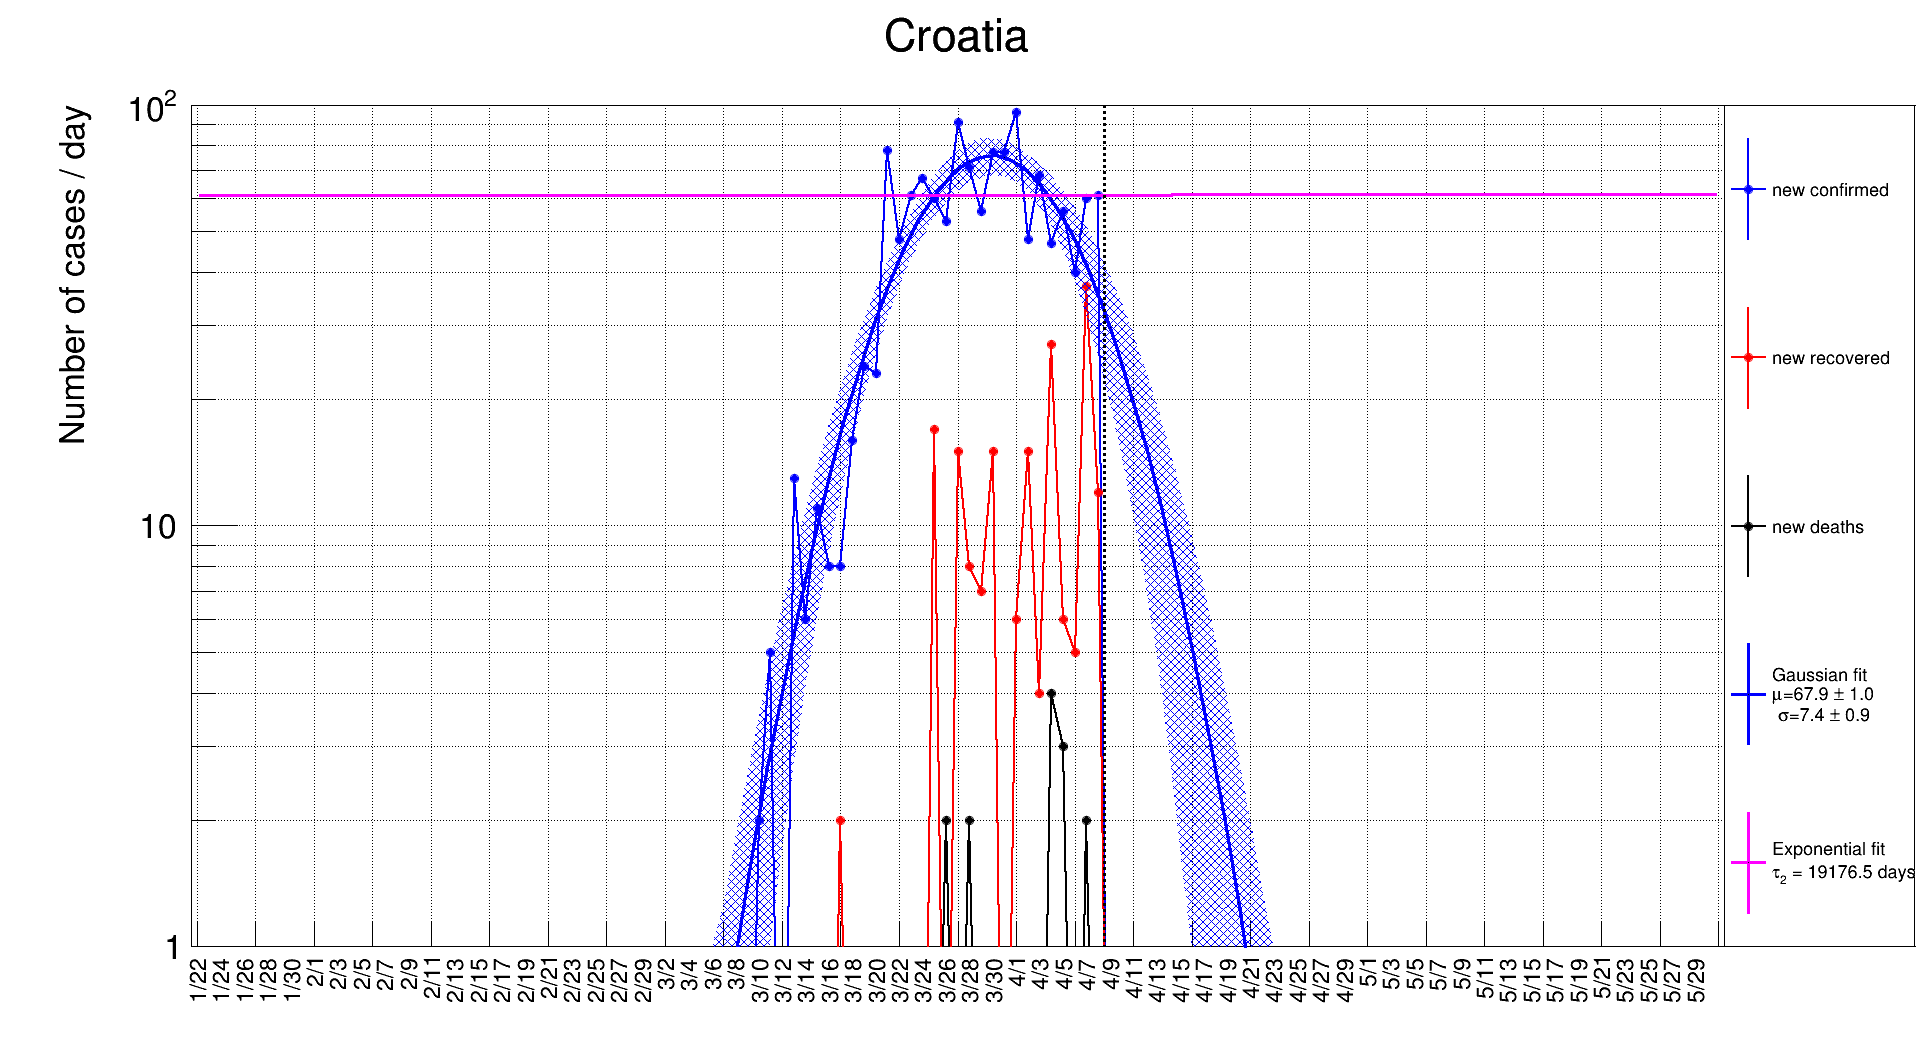 Croatia
Number of cases / day
10²
10
1
1/22 1/24 1/26 1/28 1/30 2/1 2/3 2/5 2/7 2/9 2/11 2/13 2/15 2/17 2/19 2/21 2/23 2/25 2/27 2/29 3/2 3/4 3/6 3/8 3/10 3/12 3/14 3/16 3/18 3/20 3/22 3/24 3/26 3/28 3/30 4/1 4/3 4/5 4/7 4/9 4/11 4/13 4/15 4/17 4/19 4/21 4/23 4/25 4/27 4/29 5/1 5/3 5/5 5/7 5/9 5/11 5/13 5/15 5/17 5/19 5/21 5/23 5/25 5/27 5/29
new confirmed
new recovered
new deaths
Gaussian fit
μ=67.9 ± 1.0
σ=7.4 ± 0.9
Exponential fit
τ₂ = 19176.5 days